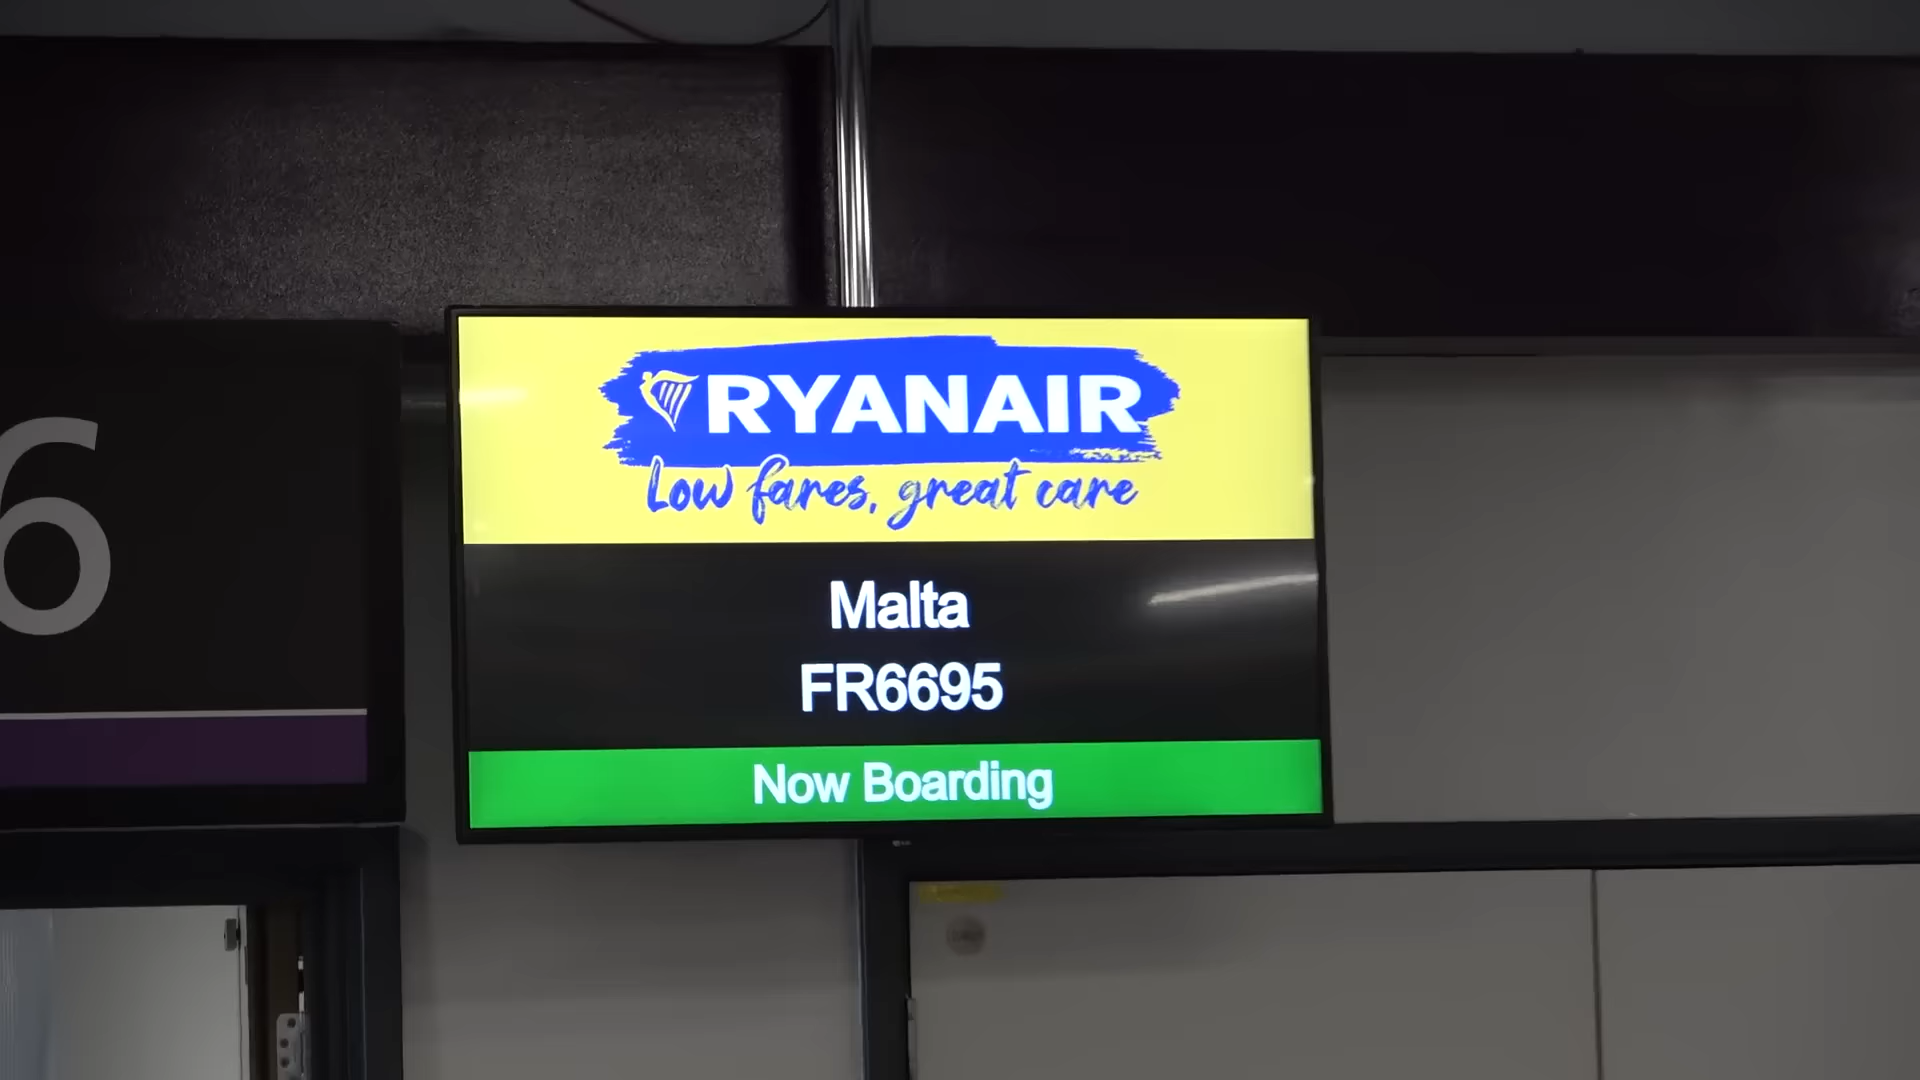 6
RYANAIR
Low fares, great care
Malta
FR6695
Now Boarding